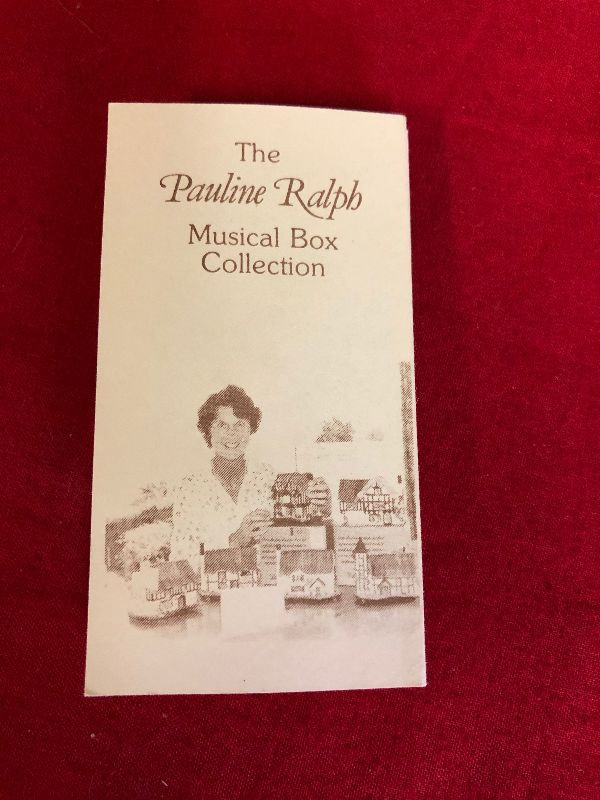 The
Pauline Ralph
Musical Box
Collection